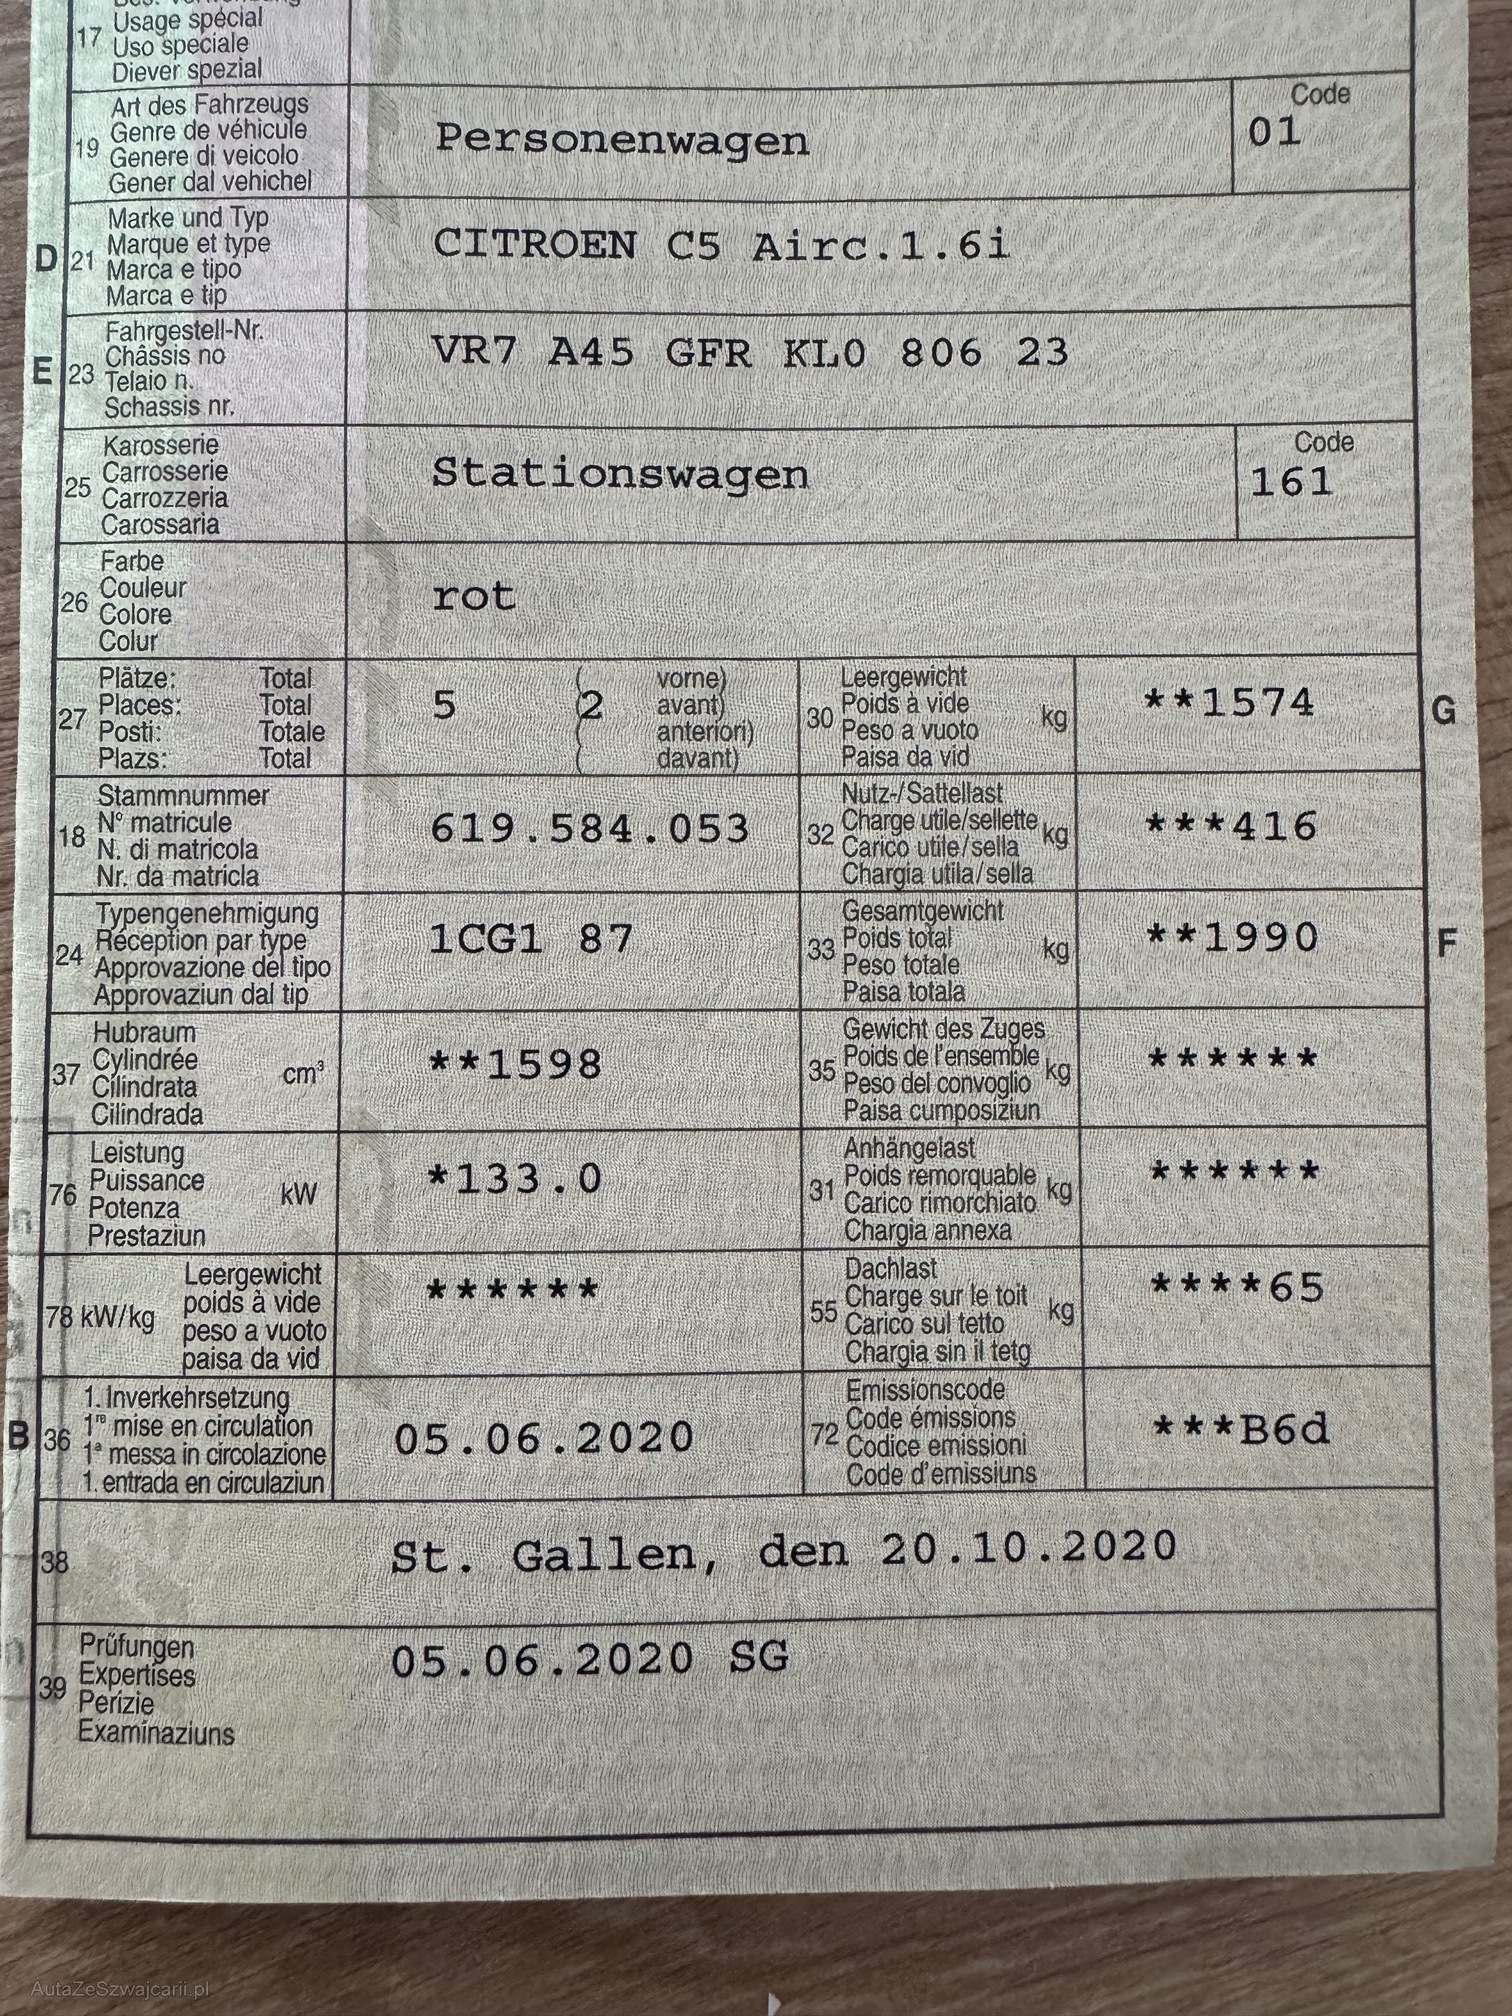 17 Usage spécial
Uso speciale
Diever spezial
19 Art des Fahrzeugs
Genre de véhicule
Genere di veicolo
Gener dal vehichel
Personenwagen
Code
01
D 21 Marke und Typ
Marque et type
Marca e tipo
Marca e tip
CITROEN C5 Airc.1.6i
E 23 Fahrgestell-Nr.
Châssis no
Telaio n.
Schassis nr.
VR7 A45 GFR KL0 806 23
25 Karosserie
Carrosserie
Carrozzeria
Carossaria
Stationswagen
Code
161
26 Farbe
Couleur
Colore
Colur
rot
27 Plätze: Total
Places: Total
Posti: Totale
Plazs: Total
5 (2 vorne)
avant)
anteriori)
davant)
30 Leergewicht
Poids à vide
Peso a vuoto
Paisa da vid
kg
**1574
G
18 Stammnummer
N° matricule
N. di matricola
Nr. da matricla
619.584.053
32 Nutz-/Sattellast
Charge utile/sellette
Carico utile/sella
Chargia utila/sella
kg
***416
24 Typengenehmigung
Réception par type
Approvazione del tipo
Approvaziun dal tip
1CG1 87
33 Gesamtgewicht
Poids total
Peso totale
Paisa totala
kg
**1990
F
37 Hubraum
Cylindrée
Cilindrata
Cilindrada
cm³
**1598
35 Gewicht des Zuges
Poids de l'ensemble
Peso del convoglio
Paisa cumposiziun
kg
******
76 Leistung
Puissance
Potenza
Prestaziun
kW
*133.0
31 Anhängelast
Poids remorquable
Carico rimorchiato
Chargia annexa
kg
******
78 kW/kg
Leergewicht
poids à vide
peso a vuoto
paisa da vid
******
55 Dachlast
Charge sur le toit
Carico sul tetto
Chargia sin il tetg
kg
****65
B 36 1. Inverkehrsetzung
1re mise en circulation
1a messa in circolazione
1. entrada en circulaziun
05.06.2020
72 Emissionscode
Code émissions
Codice emissioni
Code d'emissiuns
***B6d
38 St. Gallen, den 20.10.2020
39 Prüfungen
Expertises
Perizie
Examinaziuns
05.06.2020 SG
AutaZeSzwajcarii.pl